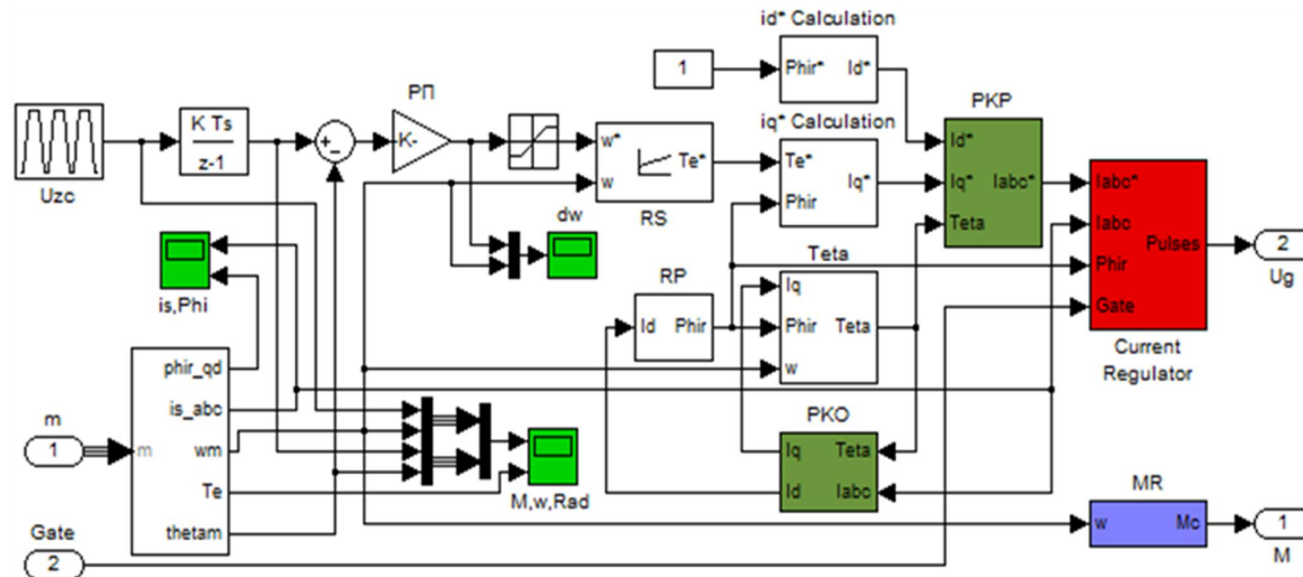 id* Calculation
1
Phir*
Id*
РП
PKP
K Ts
z-1
+
-
K-
w*
w
Te*
RS
iq* Calculation
Te*
Phir
Iq*
Id*
Iq*
Teta
Iabc*
Iabc*
Iabc
Phir
Gate
Pulses
2
Ug
Uzc
dw
Teta
is,Phi
RP
Id
Phir
Iq
Phir
w
Teta
Current
Regulator
phir_qd
is_abc
wm
Te
thetam
m
1
m
M,w,Rad
PKO
Iq
Id
Teta
Iabc
MR
w
Mc
1
M
Gate
2